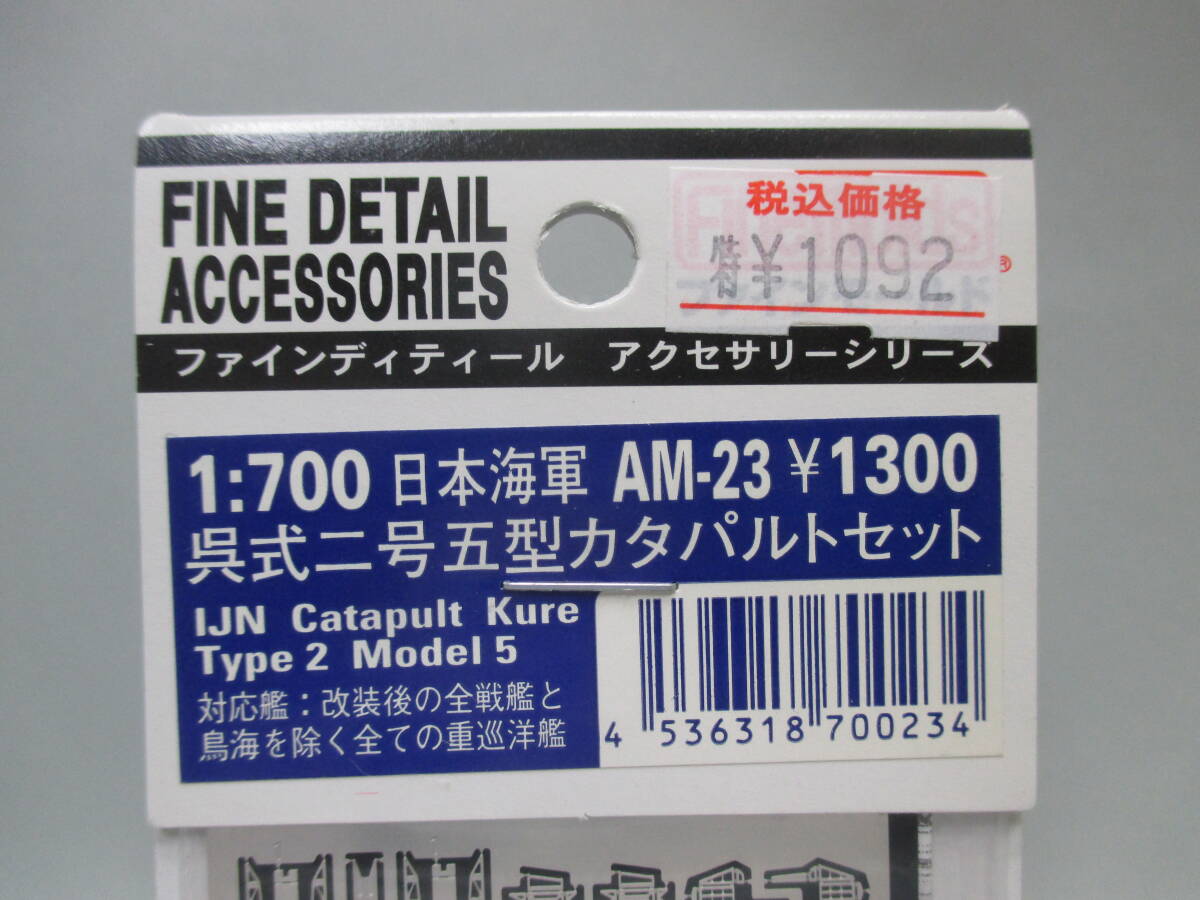 FINE DETAIL
ACCESSORIES
税込価格
特¥1092
®
ファインディティール アクセサリーシリーズ
1:700 日本海軍 AM-23 ¥1300
呉式二号五型カタパルトセット
IJN Catapult Kure
Type 2 Model 5
対応艦：改装後の全戦艦と
鳥海を除く全ての重巡洋艦
4 536318 700234